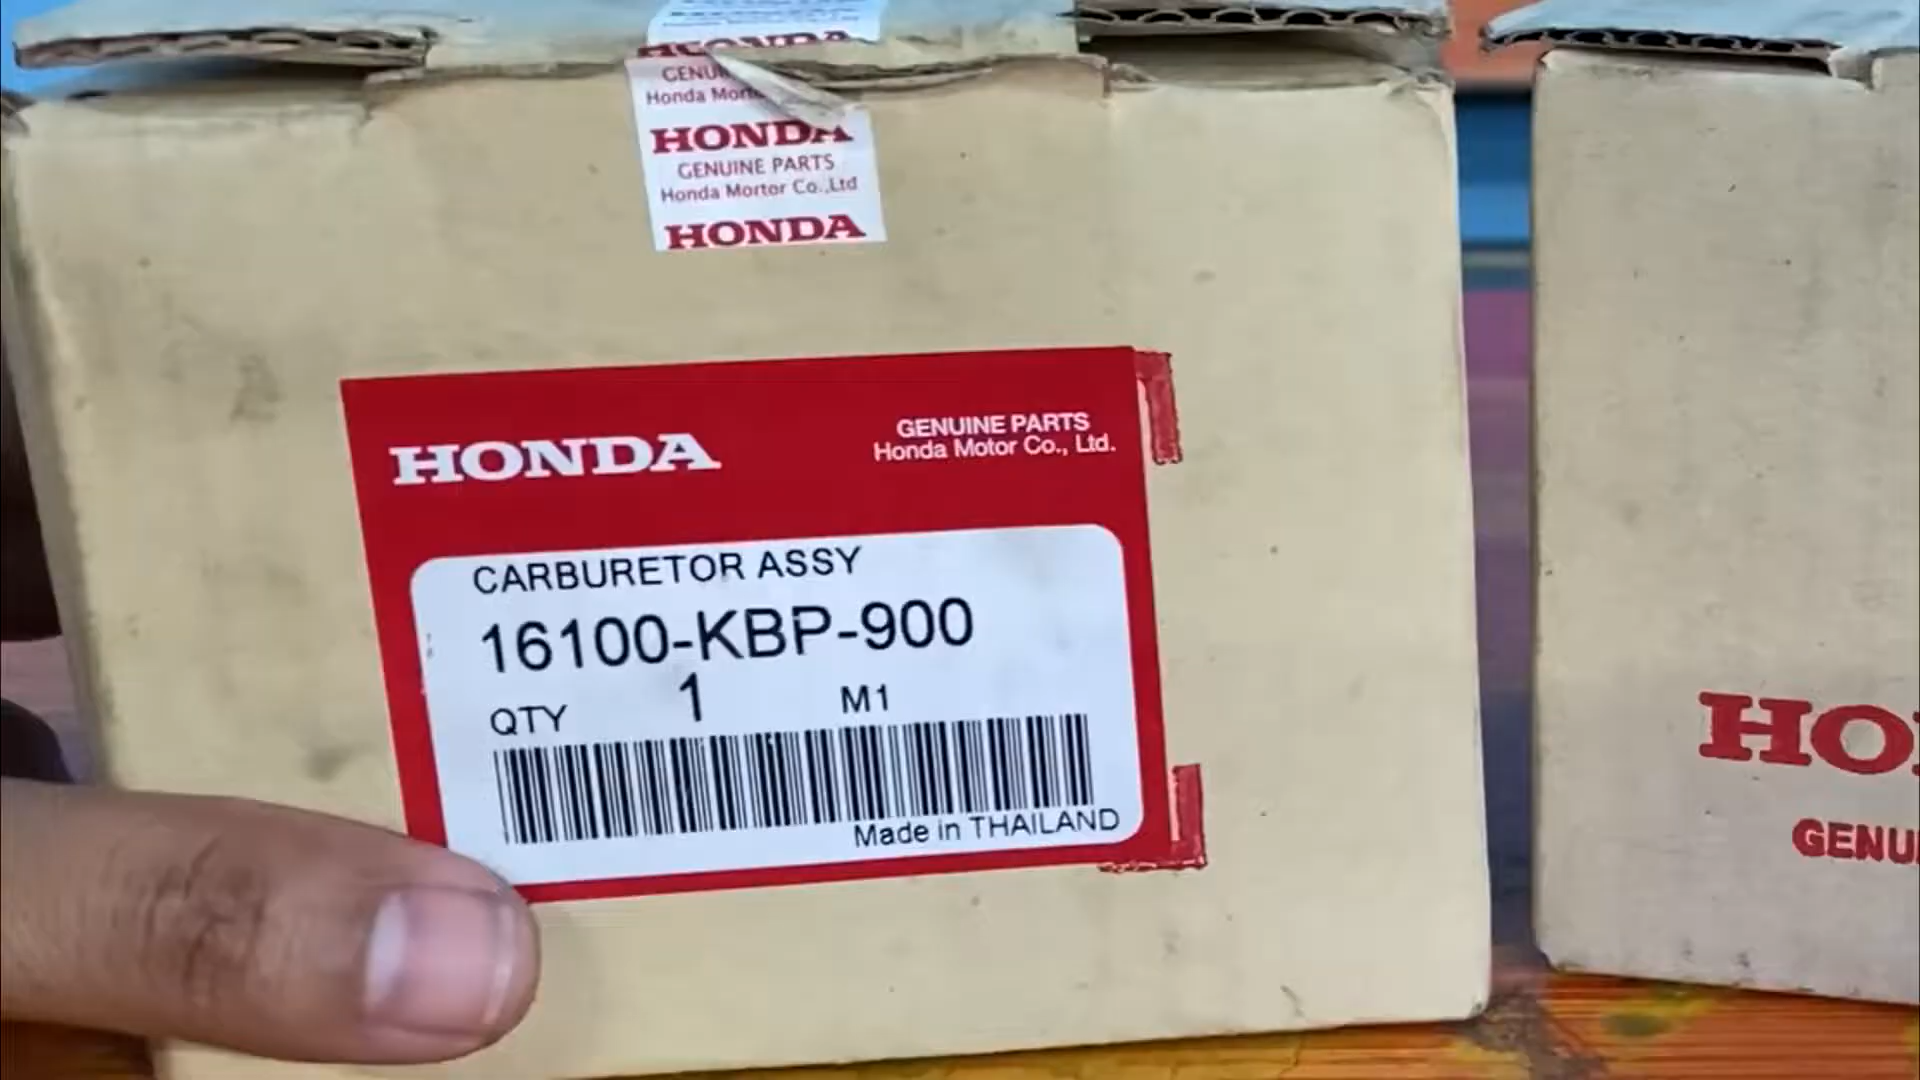 HONDA
GENUINE PARTS
Honda Mortor Co.,Ltd
HONDA
HONDA
GENUINE PARTS
Honda Motor Co., Ltd.
CARBURETOR ASSY
16100-KBP-900
QTY 1 M1
Made in THAILAND